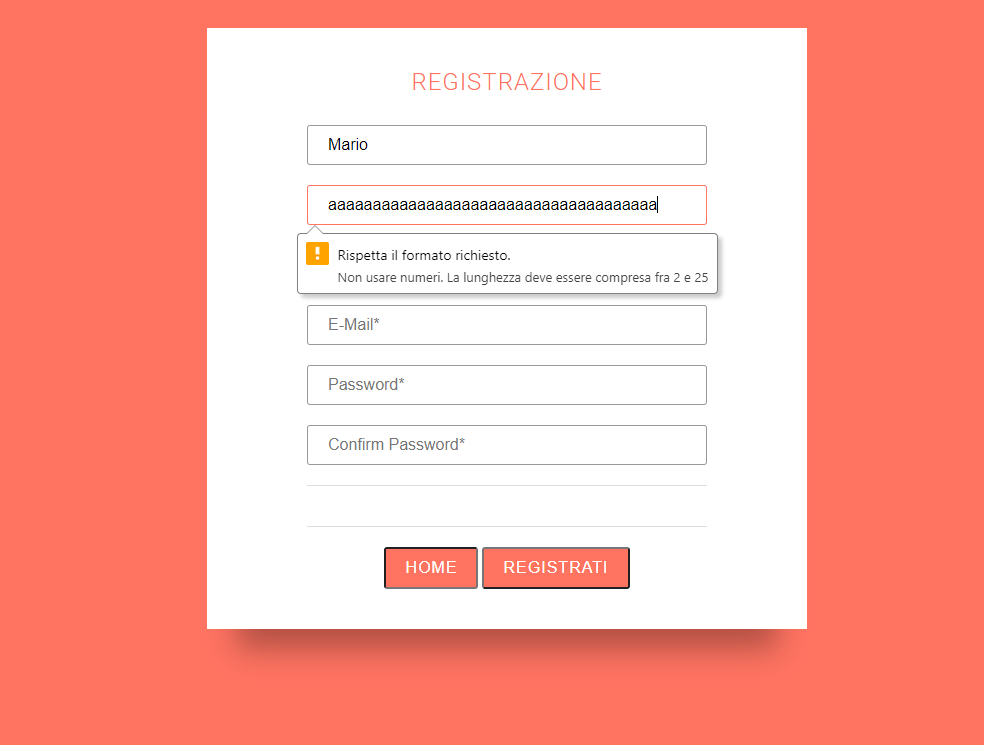 REGISTRAZIONE
Mario
aaaaaaaaaaaaaaaaaaaaaaaaaaaaaaaaaaaaa
Rispetta il formato richiesto.
Non usare numeri. La lunghezza deve essere compresa fra 2 e 25
E-Mail*
Password*
Confirm Password*
HOME REGISTRATI